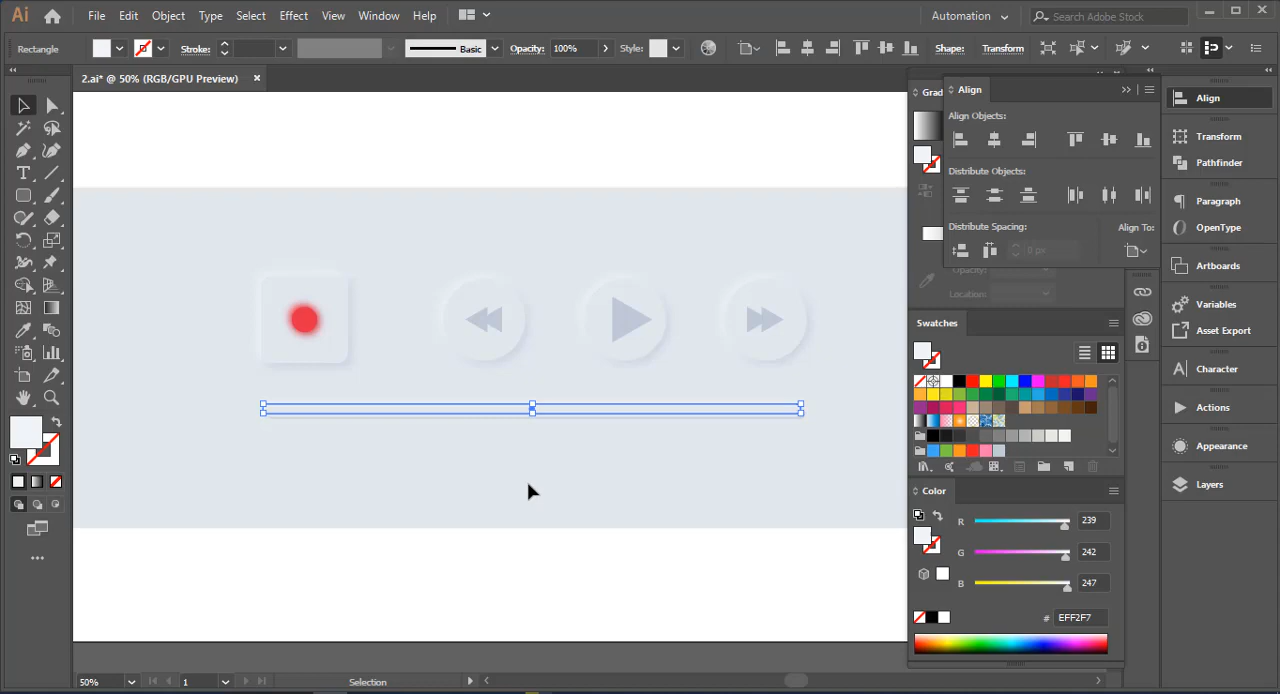 Ai File Edit Object Type Select Effect View Window Help Automation Search Adobe Stock
Rectangle Stroke: Basic Opacity: 100% Style: Shape: Transform
2.ai* @ 50% (RGB/GPU Preview)
Grad
Align
Align Objects:
Distribute Objects:
Distribute Spacing:
Align To:
0 px
Opacity:
Location:
Swatches
Color
R 239
G 242
B 247
# EFF2F7
Align
Transform
Pathfinder
Paragraph
OpenType
Artboards
Variables
Asset Export
Character
Actions
Appearance
Layers
50% 1 Selection